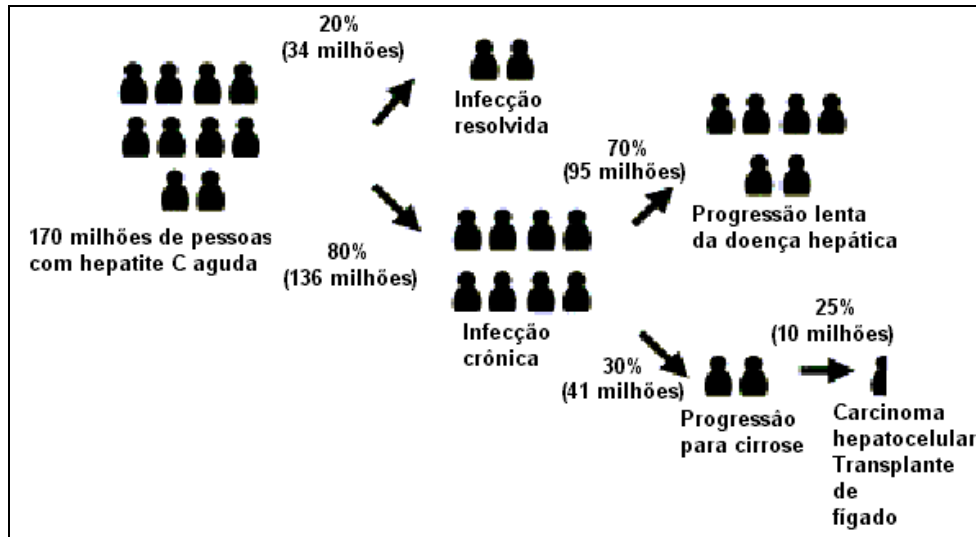 170 milhões de pessoas
com hepatite C aguda
20%
(34 milhões)
Infecção
resolvida
80%
(136 milhões)
Infecção
crônica
70%
(95 milhões)
Progressão lenta
da doença hepática
30%
(41 milhões)
Progressão
para cirrose
25%
(10 milhões)
Carcinoma
hepatocelular
Transplante
de
fígado